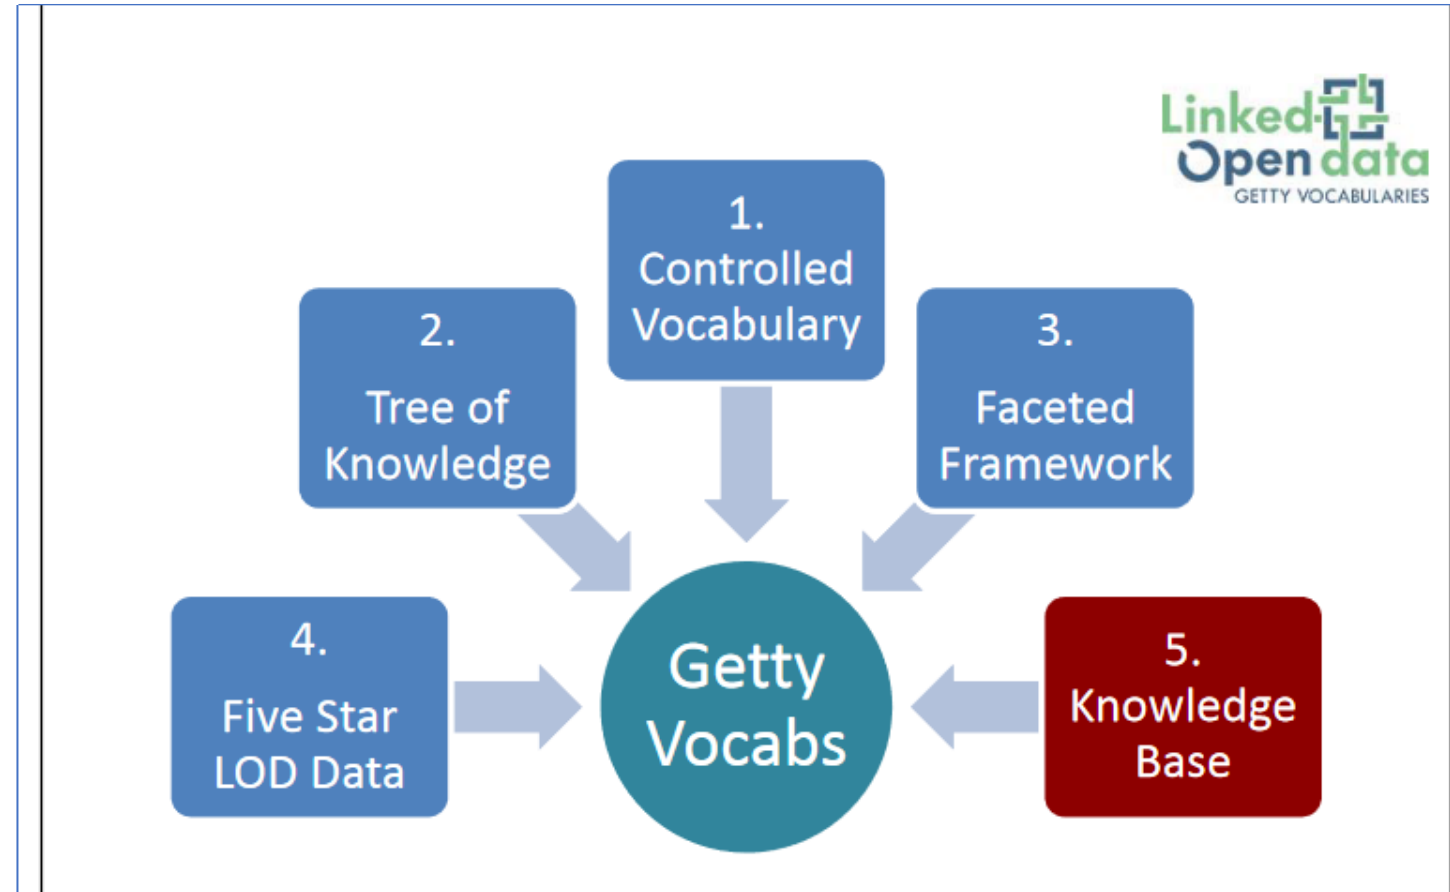 Linked
Open data
GETTY VOCABULARIES
1.
Controlled
Vocabulary
2.
Tree of
Knowledge
3.
Faceted
Framework
4.
Five Star
LOD Data
5.
Knowledge
Base
Getty
Vocabs